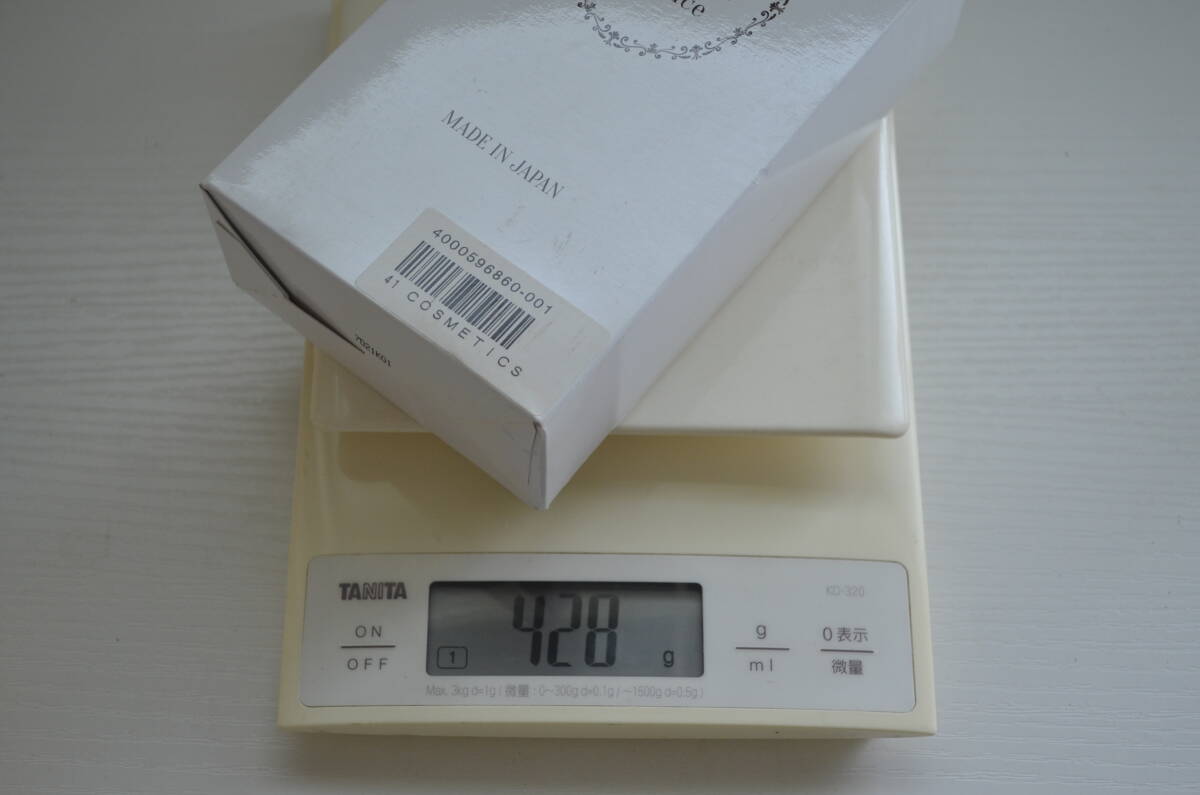 MADE IN JAPAN
4000596860-001
41 COSMETICS
TANITA
KD-320
ON
OFF
1
428
g
g
ml
0表示
微量
Max. 3kg d=1g (微量:0〜300g d=0.1g/〜1500g d=0.5g)